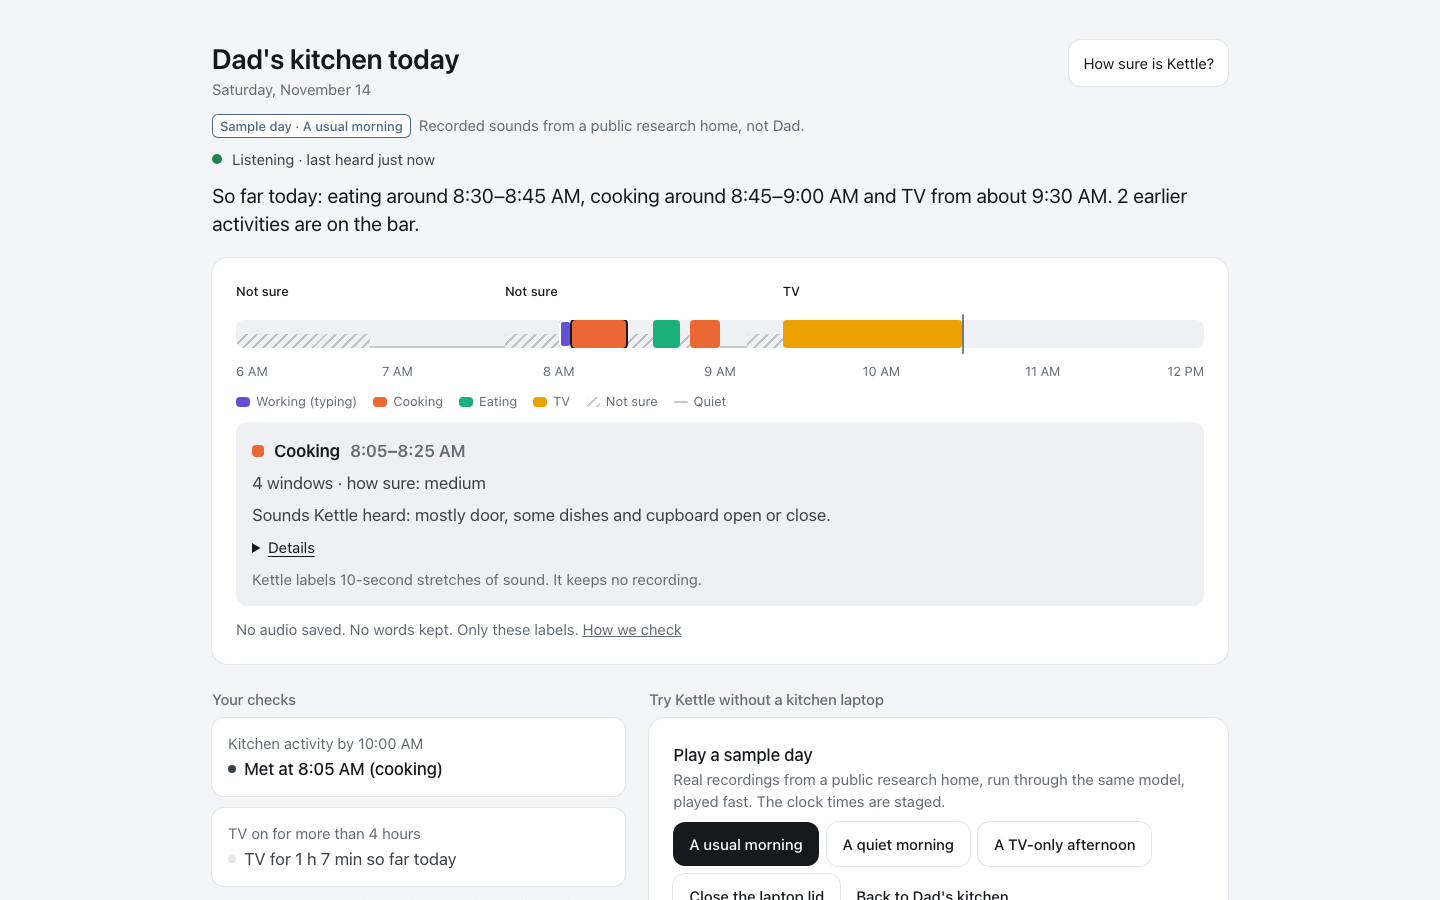 Dad's kitchen today
How sure is Kettle?
Saturday, November 14
Sample day · A usual morning
Recorded sounds from a public research home, not Dad.
Listening · last heard just now
So far today: eating around 8:30–8:45 AM, cooking around 8:45–9:00 AM and TV from about 9:30 AM. 2 earlier
activities are on the bar.
Not sure
Not sure
TV
6 AM
7 AM
8 AM
9 AM
10 AM
11 AM
12 PM
Working (typing)
Cooking
Eating
TV
Not sure
Quiet
Cooking 8:05–8:25 AM
4 windows · how sure: medium
Sounds Kettle heard: mostly door, some dishes and cupboard open or close.
Details
Kettle labels 10-second stretches of sound. It keeps no recording.
No audio saved. No words kept. Only these labels. How we check
Your checks
Kitchen activity by 10:00 AM
Met at 8:05 AM (cooking)
TV on for more than 4 hours
TV for 1 h 7 min so far today
Try Kettle without a kitchen laptop
Play a sample day
Real recordings from a public research home, run through the same model,
played fast. The clock times are staged.
A usual morning
A quiet morning
A TV-only afternoon
Close the laptop lid
Back to Dad's kitchen